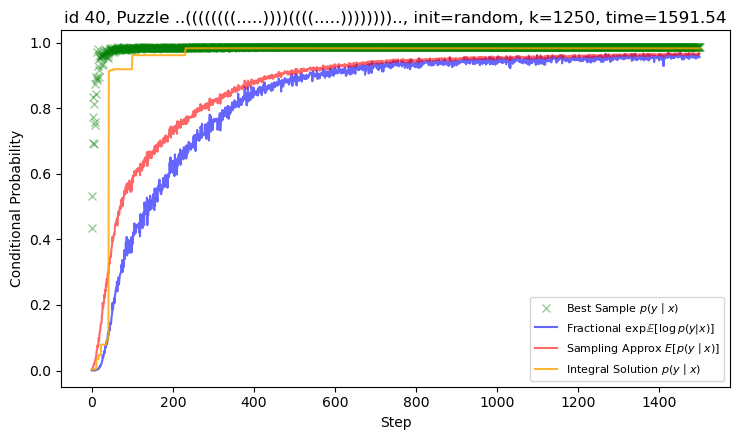 id 40, Puzzle ..((((((((.....))))((((.....)))))))).., init=random, k=1250, time=1591.54
1.0
0.8
0.6
0.4
0.2
0.0
Conditional Probability
0 200 400 600 800 1000 1200 1400
Step
Best Sample p(y | x)
Fractional exp 𝔼[log p(y|x)]
Sampling Approx E[p(y | x)]
Integral Solution p(y | x)